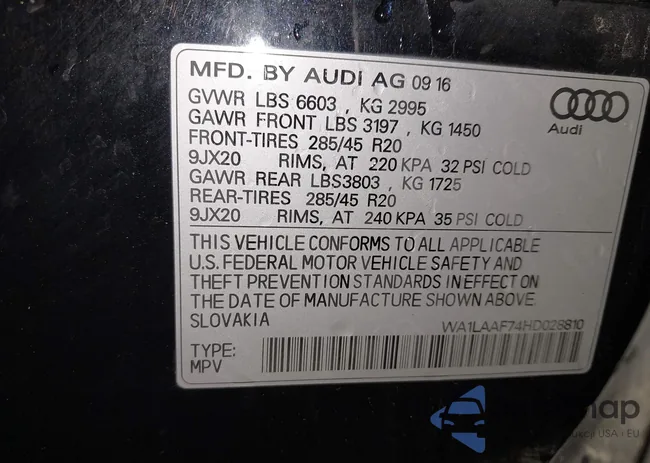 MFD. BY AUDI AG 09 16
GVWR LBS 6603 , KG 2995
GAWR FRONT LBS 3197 , KG 1450
FRONT-TIRES 285/45 R20
9JX20 RIMS, AT 220 KPA 32 PSI COLD
GAWR REAR LBS3803 , KG 1725
REAR-TIRES 285/45 R20
9JX20 RIMS, AT 240 KPA 35 PSI COLD
Audi
THIS VEHICLE CONFORMS TO ALL APPLICABLE
U.S. FEDERAL MOTOR VEHICLE SAFETY AND
THEFT PREVENTION STANDARDS IN EFFECT ON
THE DATE OF MANUFACTURE SHOWN ABOVE.
SLOVAKIA
WA1LAAF74HD028810
TYPE:
MPV
USA - EU